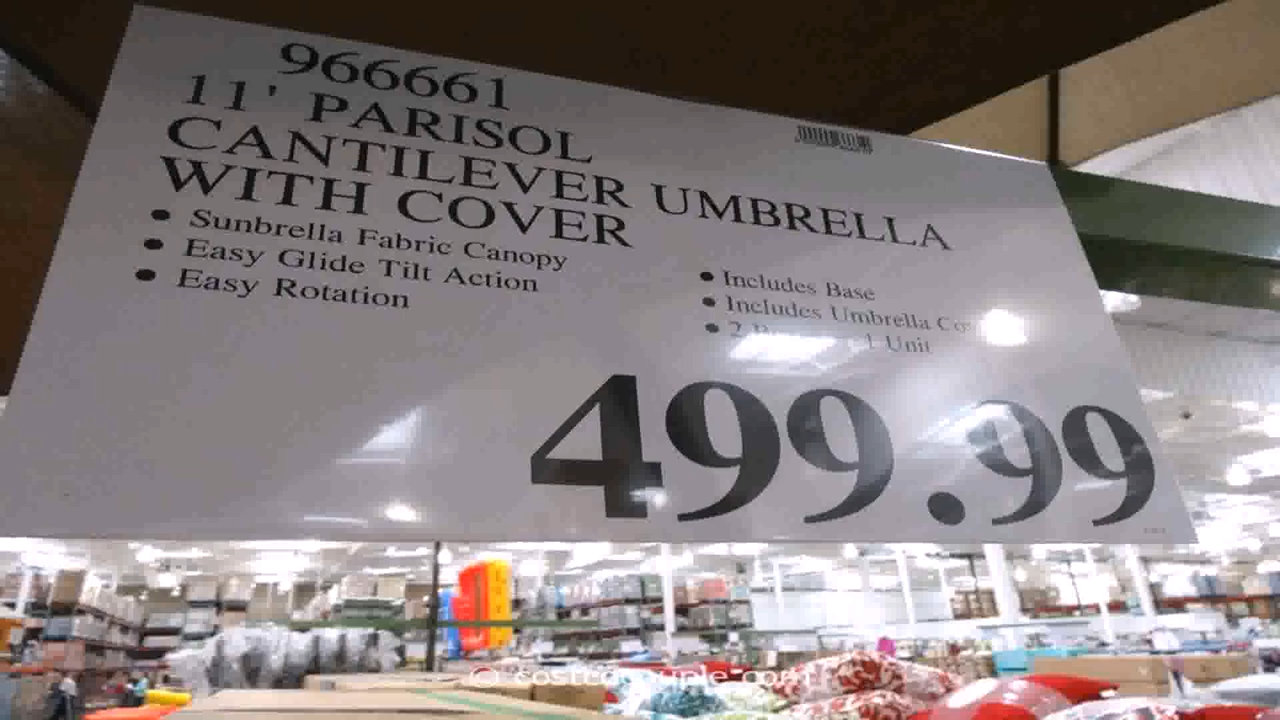 966661
11' PARISOL
CANTILEVER UMBRELLA
WITH COVER
• Sunbrella Fabric Canopy
• Easy Glide Tilt Action
• Easy Rotation
• Includes Base
• Includes Umbrella
• 2 1 Unit
499.99
© costcocouple.com